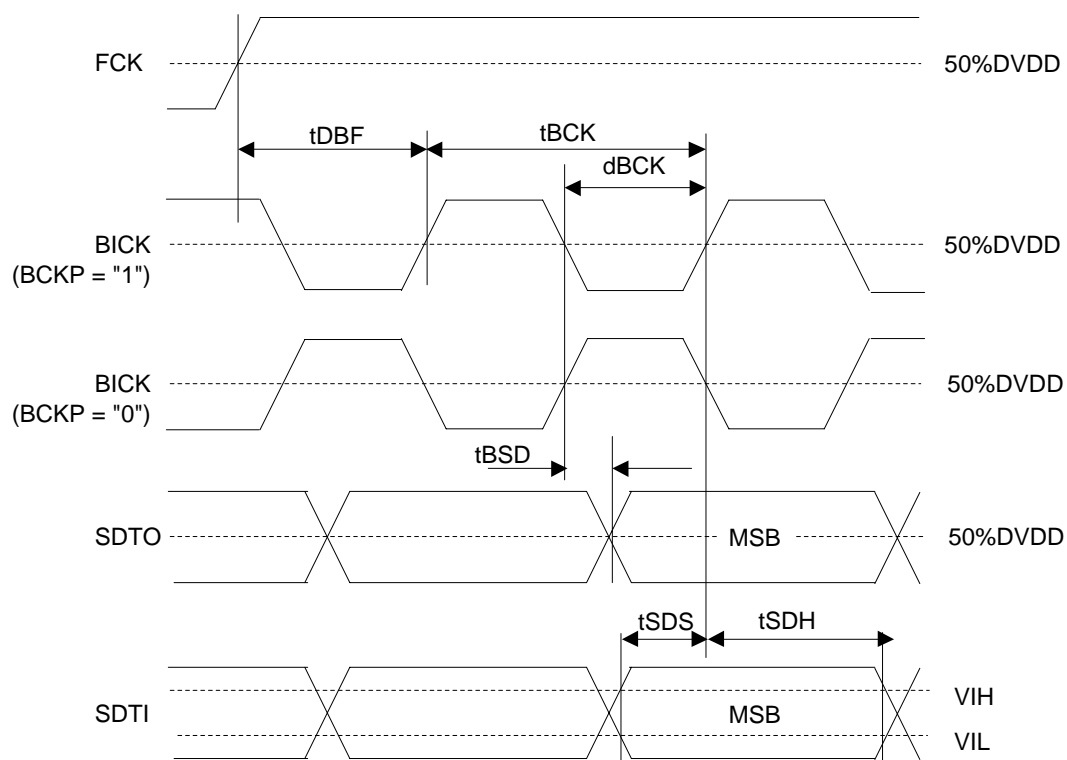 FCK
50%DVDD
tDBF
tBCK
dBCK
BICK
(BCKP = "1")
50%DVDD
BICK
(BCKP = "0")
50%DVDD
tBSD
SDTO
MSB
50%DVDD
tSDS
tSDH
SDTI
MSB
VIH
VIL